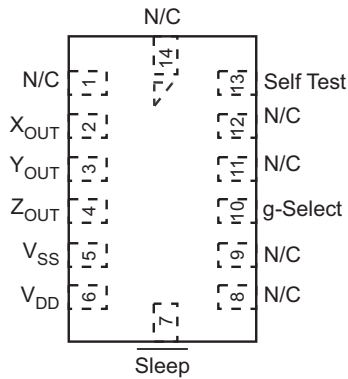 N/C
14
N/C 1 13 Self Test
X_OUT 2 12 N/C
Y_OUT 3 11 N/C
Z_OUT 4 10 g-Select
V_SS 5 9 N/C
V_DD 6 8 N/C
7
Sleep